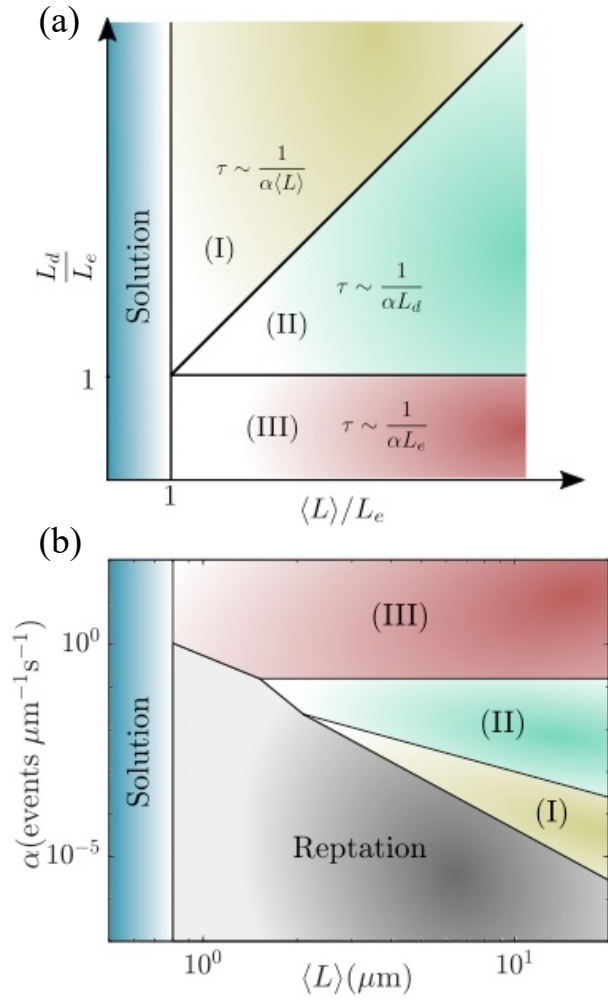 (a)
τ ∼ 1/(α⟨L⟩)
(I)
L_d/L_e
Solution
τ ∼ 1/(αL_d)
(II)
1
(III) τ ∼ 1/(αL_e)
1
⟨L⟩/L_e
(b)
(III)
10^0
α(events μm^−1s^−1)
Solution
(II)
(I)
Reptation
10^−5
10^0 10^1
⟨L⟩(μm)